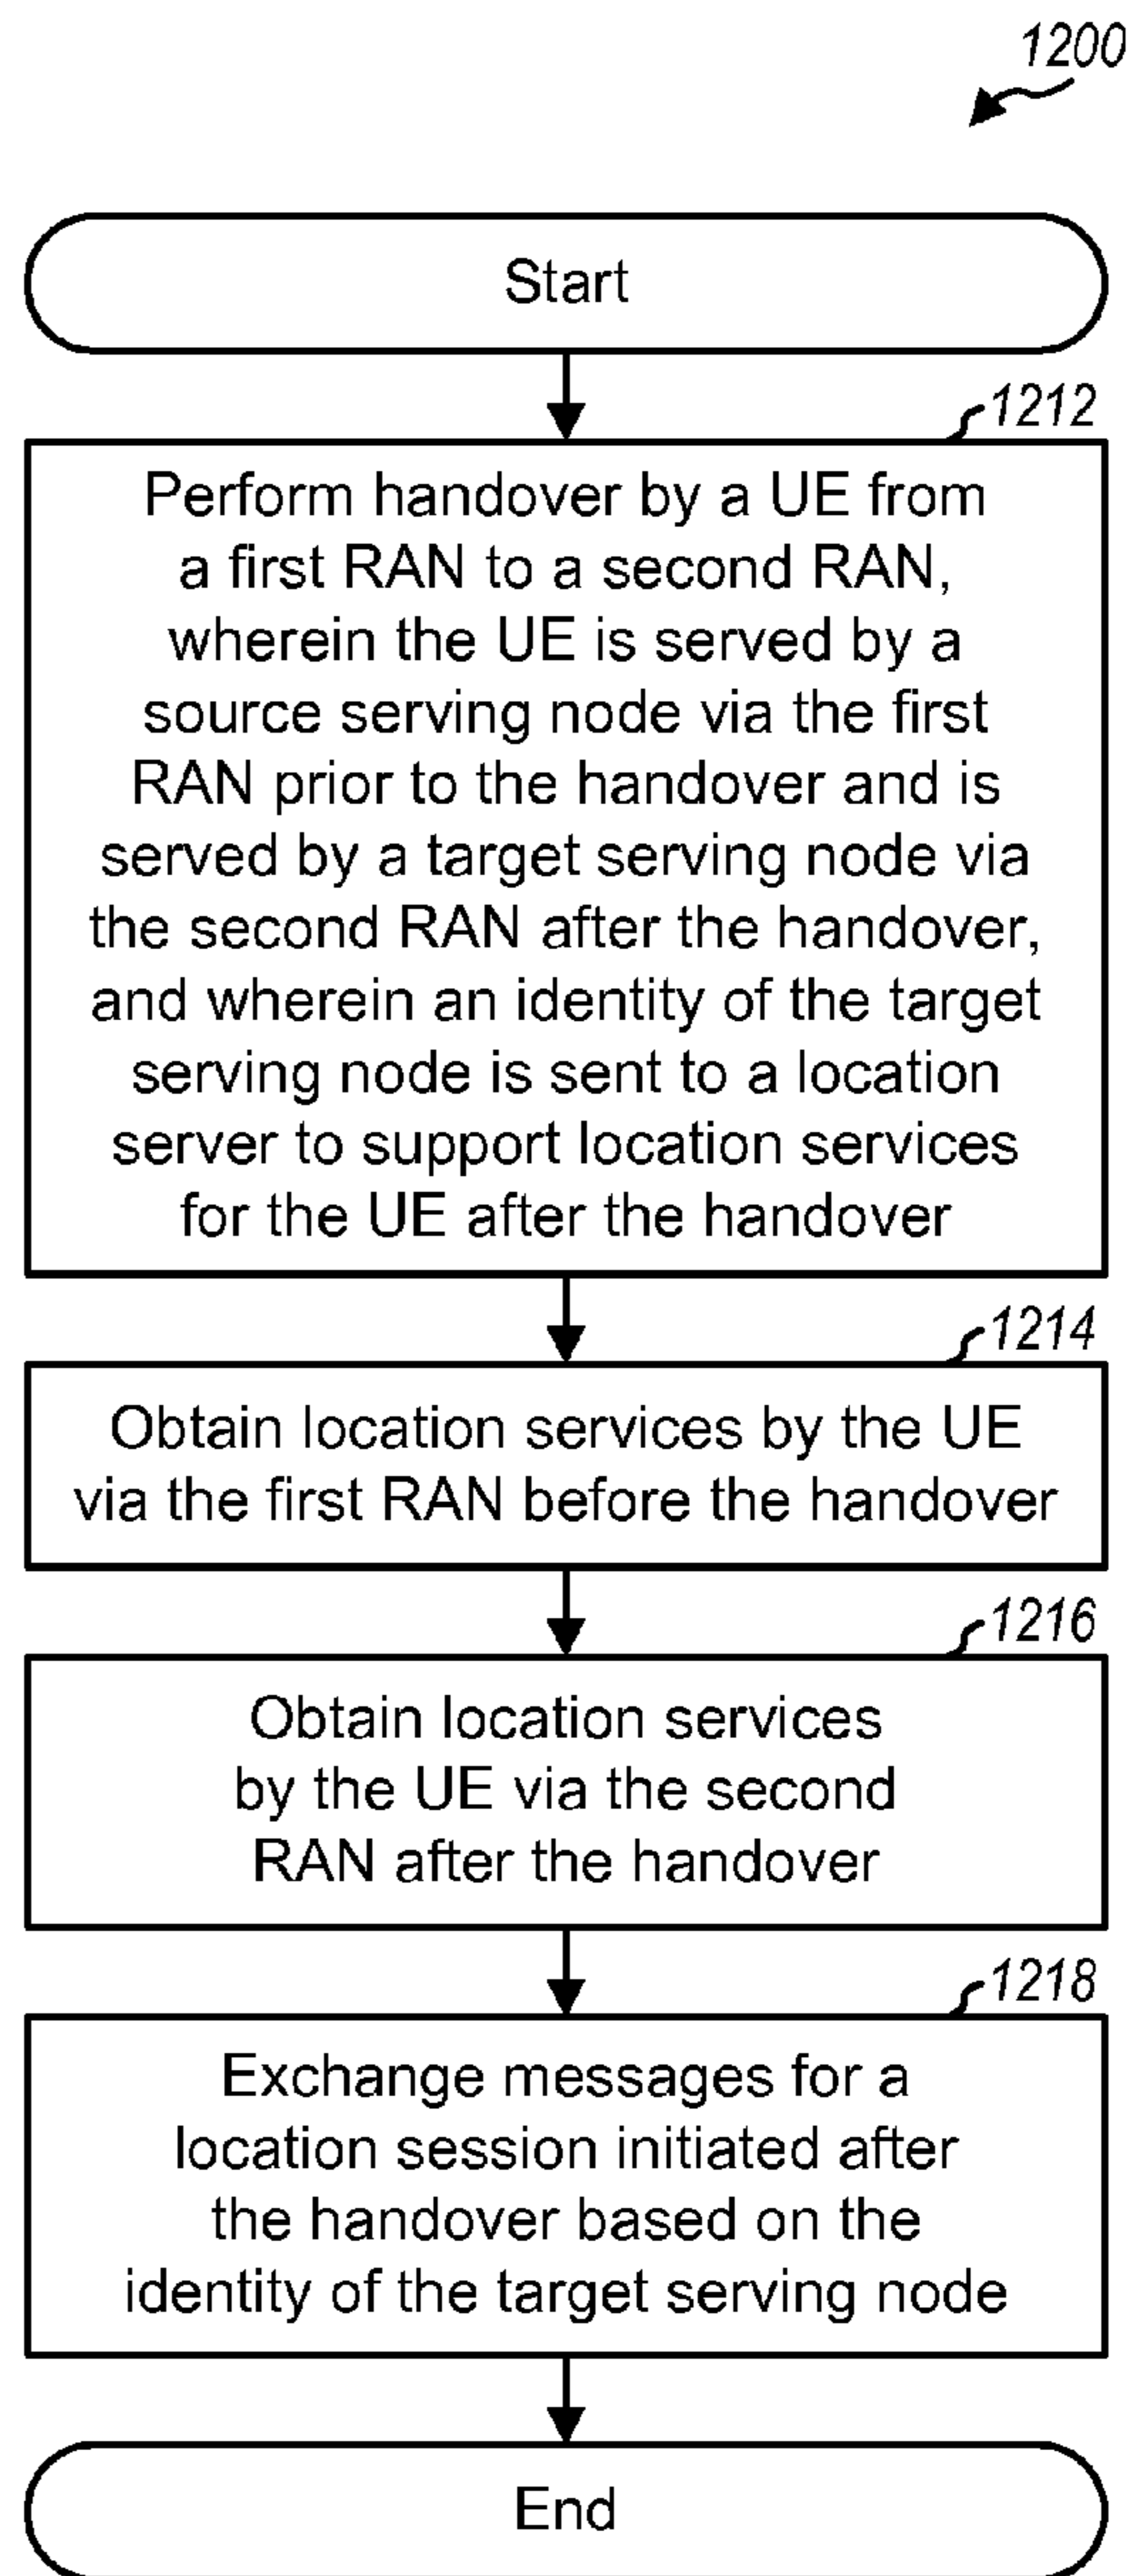 1200
Start
1212
Perform handover by a UE from
a first RAN to a second RAN,
wherein the UE is served by a
source serving node via the first
RAN prior to the handover and is
served by a target serving node via
the second RAN after the handover,
and wherein an identity of the target
serving node is sent to a location
server to support location services
for the UE after the handover
1214
Obtain location services by the UE
via the first RAN before the handover
1216
Obtain location services
by the UE via the second
RAN after the handover
1218
Exchange messages for a
location session initiated after
the handover based on the
identity of the target serving node
End